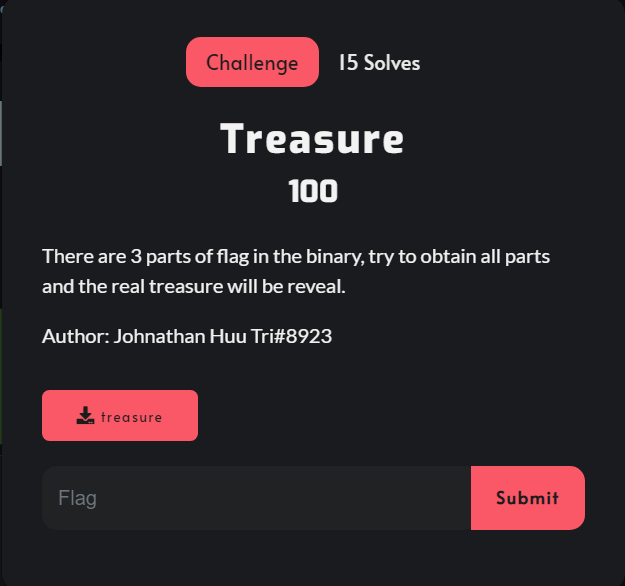 Challenge
15 Solves
Treasure
100
There are 3 parts of flag in the binary, try to obtain all parts
and the real treasure will be reveal.
Author: Johnathan Huu Tri#8923
treasure
Flag
Submit